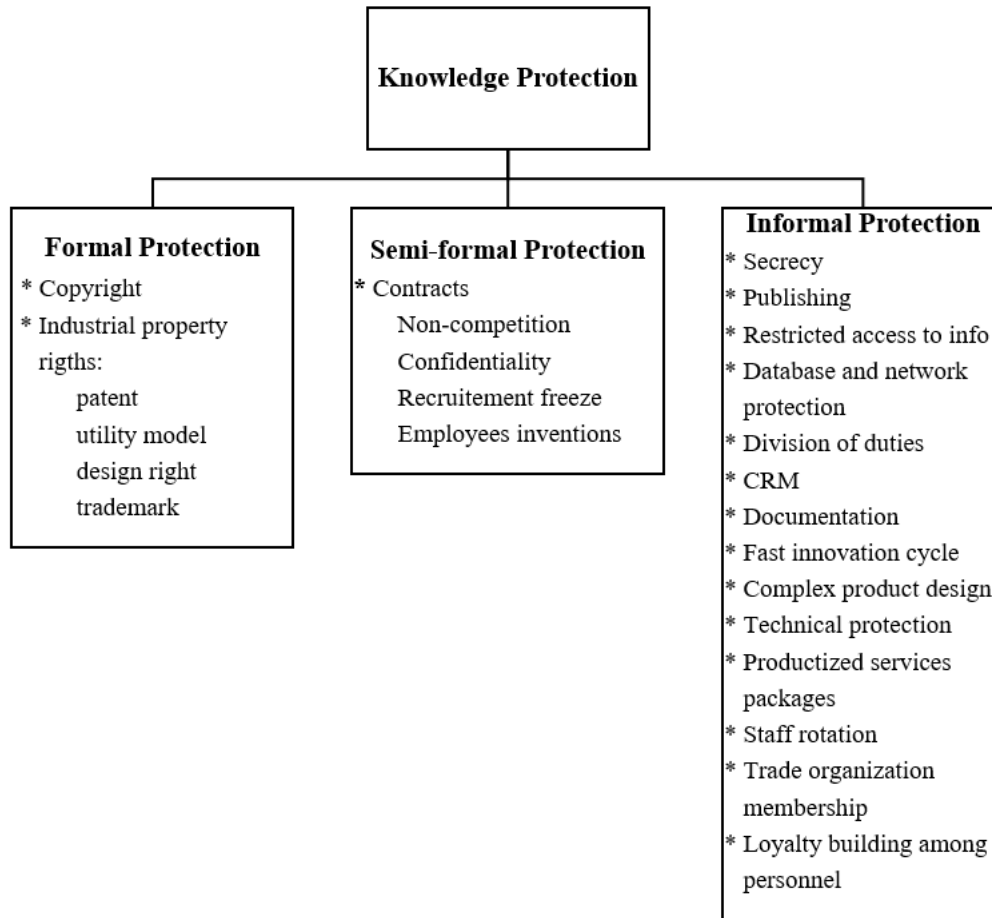 Knowledge Protection
Formal Protection
* Copyright
* Industrial property
rigths:
patent
utility model
design right
trademark
Semi-formal Protection
* Contracts
Non-competition
Confidentiality
Recruitement freeze
Employees inventions
Informal Protection
* Secrecy
* Publishing
* Restricted access to info
* Database and network
protection
* Division of duties
* CRM
* Documentation
* Fast innovation cycle
* Complex product design
* Technical protection
* Productized services
packages
* Staff rotation
* Trade organization
membership
* Loyalty building among
personnel